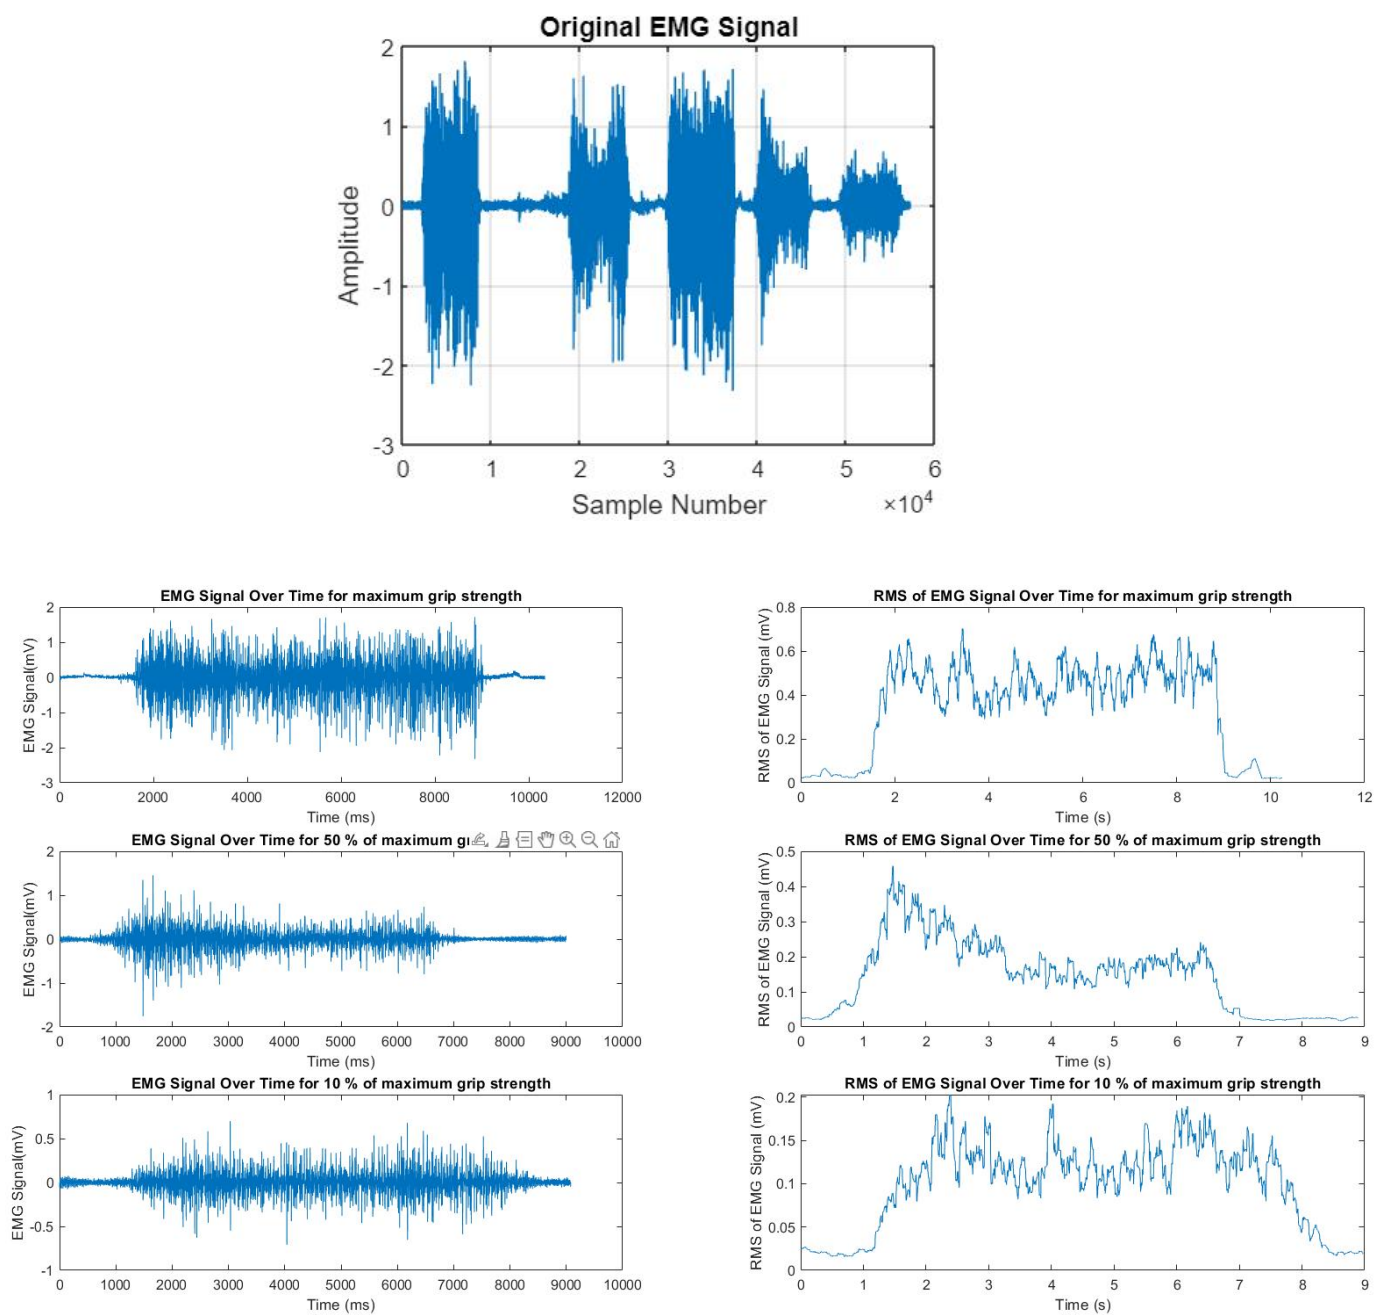 Original EMG Signal
2
1
0
-1
-2
-3
Amplitude
0 1 2 3 4 5 6
Sample Number
×10^4
EMG Signal Over Time for maximum grip strength
2
1
0
-1
-2
-3
EMG Signal(mV)
0 2000 4000 6000 8000 10000 12000
Time (ms)
RMS of EMG Signal Over Time for maximum grip strength
0.8
0.6
0.4
0.2
0
RMS of EMG Signal (mV)
0 2 4 6 8 10 12
Time (s)
EMG Signal Over Time for 50 % of maximum
2
1
0
-1
-2
EMG Signal(mV)
0 1000 2000 3000 4000 5000 6000 7000 8000 9000 10000
Time (ms)
RMS of EMG Signal Over Time for 50 % of maximum grip strength
0.5
0.4
0.3
0.2
0.1
0
RMS of EMG Signal (mV)
0 1 2 3 4 5 6 7 8 9
Time (s)
EMG Signal Over Time for 10 % of maximum grip strength
1
0.5
0
-0.5
-1
EMG Signal(mV)
0 1000 2000 3000 4000 5000 6000 7000 8000 9000 10000
Time (ms)
RMS of EMG Signal Over Time for 10 % of maximum grip strength
0.2
0.15
0.1
0.05
0
RMS of EMG Signal (mV)
0 1 2 3 4 5 6 7 8 9
Time (s)